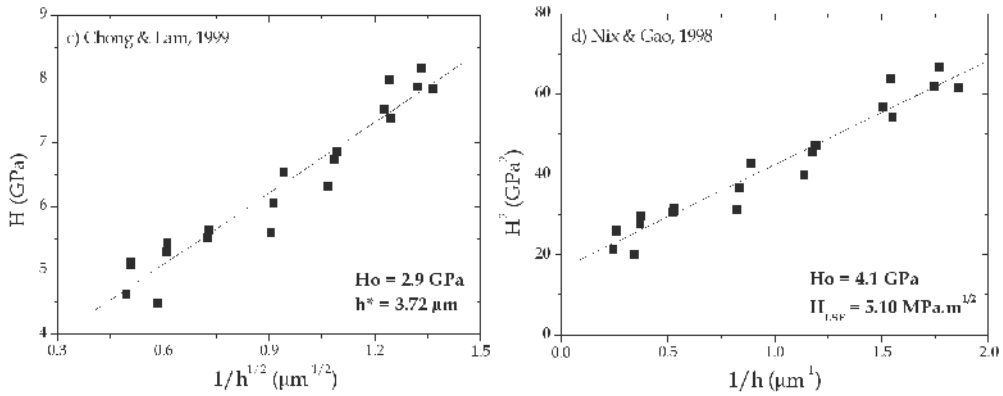 c) Chong & Lam, 1999
9
8
7
6
5
4
H (GPa)
Ho = 2.9 GPa
h* = 3.72 μm
0.3 0.6 0.9 1.2 1.5
1/h^1/2 (μm^1/2)
d) Nix & Gao, 1998
80
60
40
20
0
H² (GPa²)
Ho = 4.1 GPa
H_LSF = 5.10 MPa.m^1/2
0.0 0.5 1.0 1.5 2.0
1/h (μm^1)